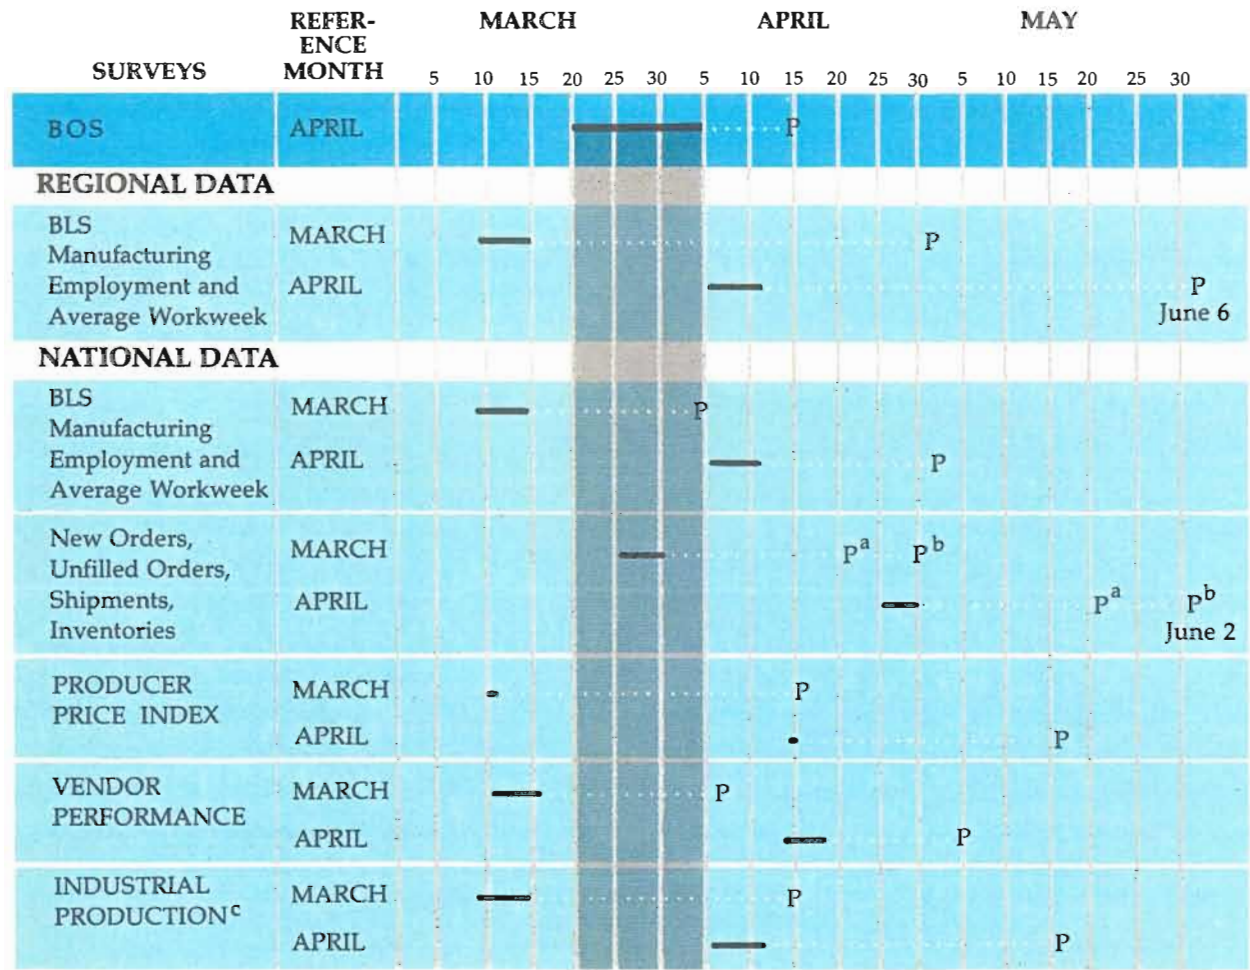 REFER-
ENCE
MONTH
SURVEYS
MARCH
APRIL
MAY
5 10 15 20 25 30 5 10 15 20 25 30 5 10 15 20 25 30
BOS APRIL P
REGIONAL DATA
BLS
Manufacturing
Employment and
Average Workweek
MARCH P
APRIL P
June 6
NATIONAL DATA
BLS
Manufacturing
Employment and
Average Workweek
MARCH P
APRIL P
New Orders,
Unfilled Orders,
Shipments,
Inventories
MARCH Pa Pb
APRIL Pa Pb
June 2
PRODUCER
PRICE INDEX
MARCH P
APRIL P
VENDOR
PERFORMANCE
MARCH P
APRIL P
INDUSTRIAL
PRODUCTIONc
MARCH P
APRIL P